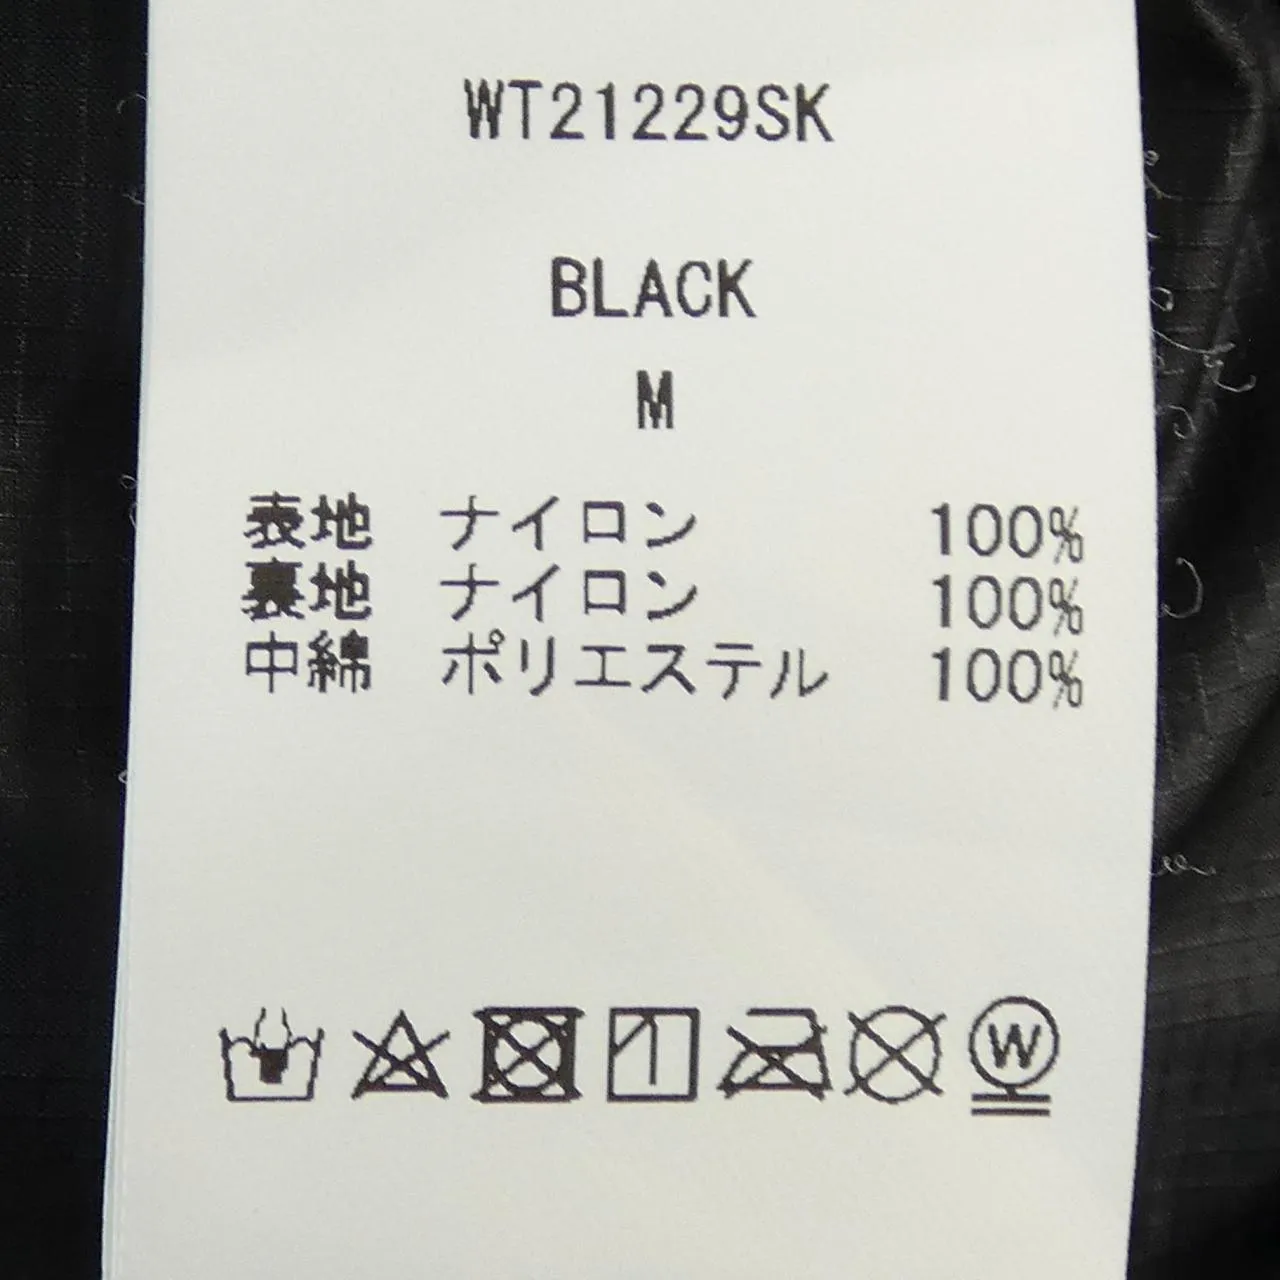 WT21229SK
BLACK
M
表地 ナイロン 100%
裏地 ナイロン 100%
中綿 ポリエステル 100%
W